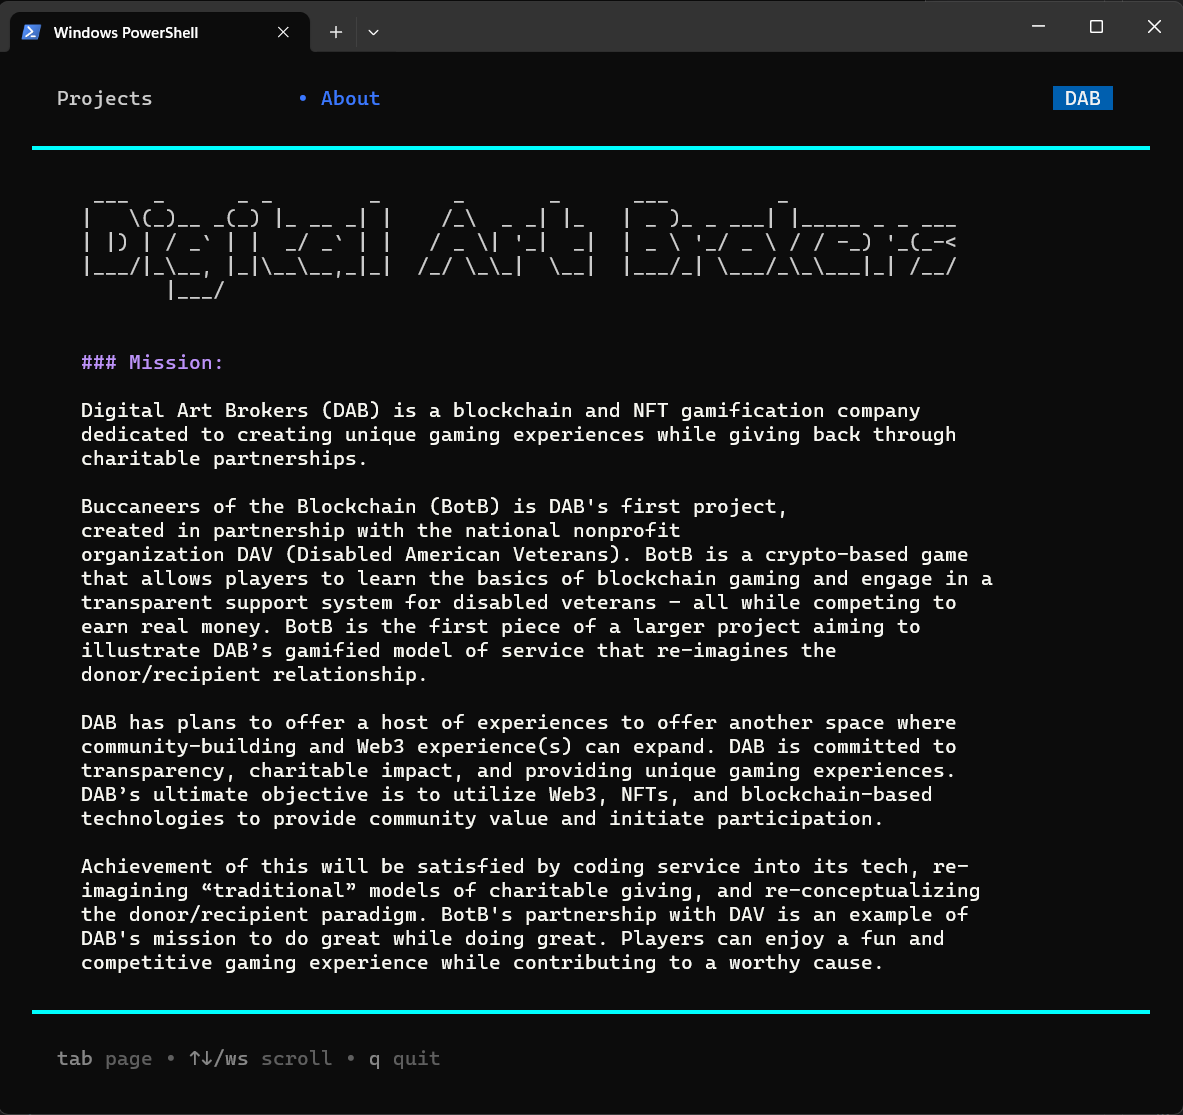 Windows PowerShell
Projects • About DAB
Digital Art Brokers
### Mission:
Digital Art Brokers (DAB) is a blockchain and NFT gamification company
dedicated to creating unique gaming experiences while giving back through
charitable partnerships.
Buccaneers of the Blockchain (BotB) is DAB's first project,
created in partnership with the national nonprofit
organization DAV (Disabled American Veterans). BotB is a crypto-based game
that allows players to learn the basics of blockchain gaming and engage in a
transparent support system for disabled veterans – all while competing to
earn real money. BotB is the first piece of a larger project aiming to
illustrate DAB’s gamified model of service that re-imagines the
donor/recipient relationship.
DAB has plans to offer a host of experiences to offer another space where
community-building and Web3 experience(s) can expand. DAB is committed to
transparency, charitable impact, and providing unique gaming experiences.
DAB’s ultimate objective is to utilize Web3, NFTs, and blockchain-based
technologies to provide community value and initiate participation.
Achievement of this will be satisfied by coding service into its tech, re-
imagining “traditional” models of charitable giving, and re-conceptualizing
the donor/recipient paradigm. BotB's partnership with DAV is an example of
DAB's mission to do great while doing great. Players can enjoy a fun and
competitive gaming experience while contributing to a worthy cause.
tab page • ↑↓/ws scroll • q quit